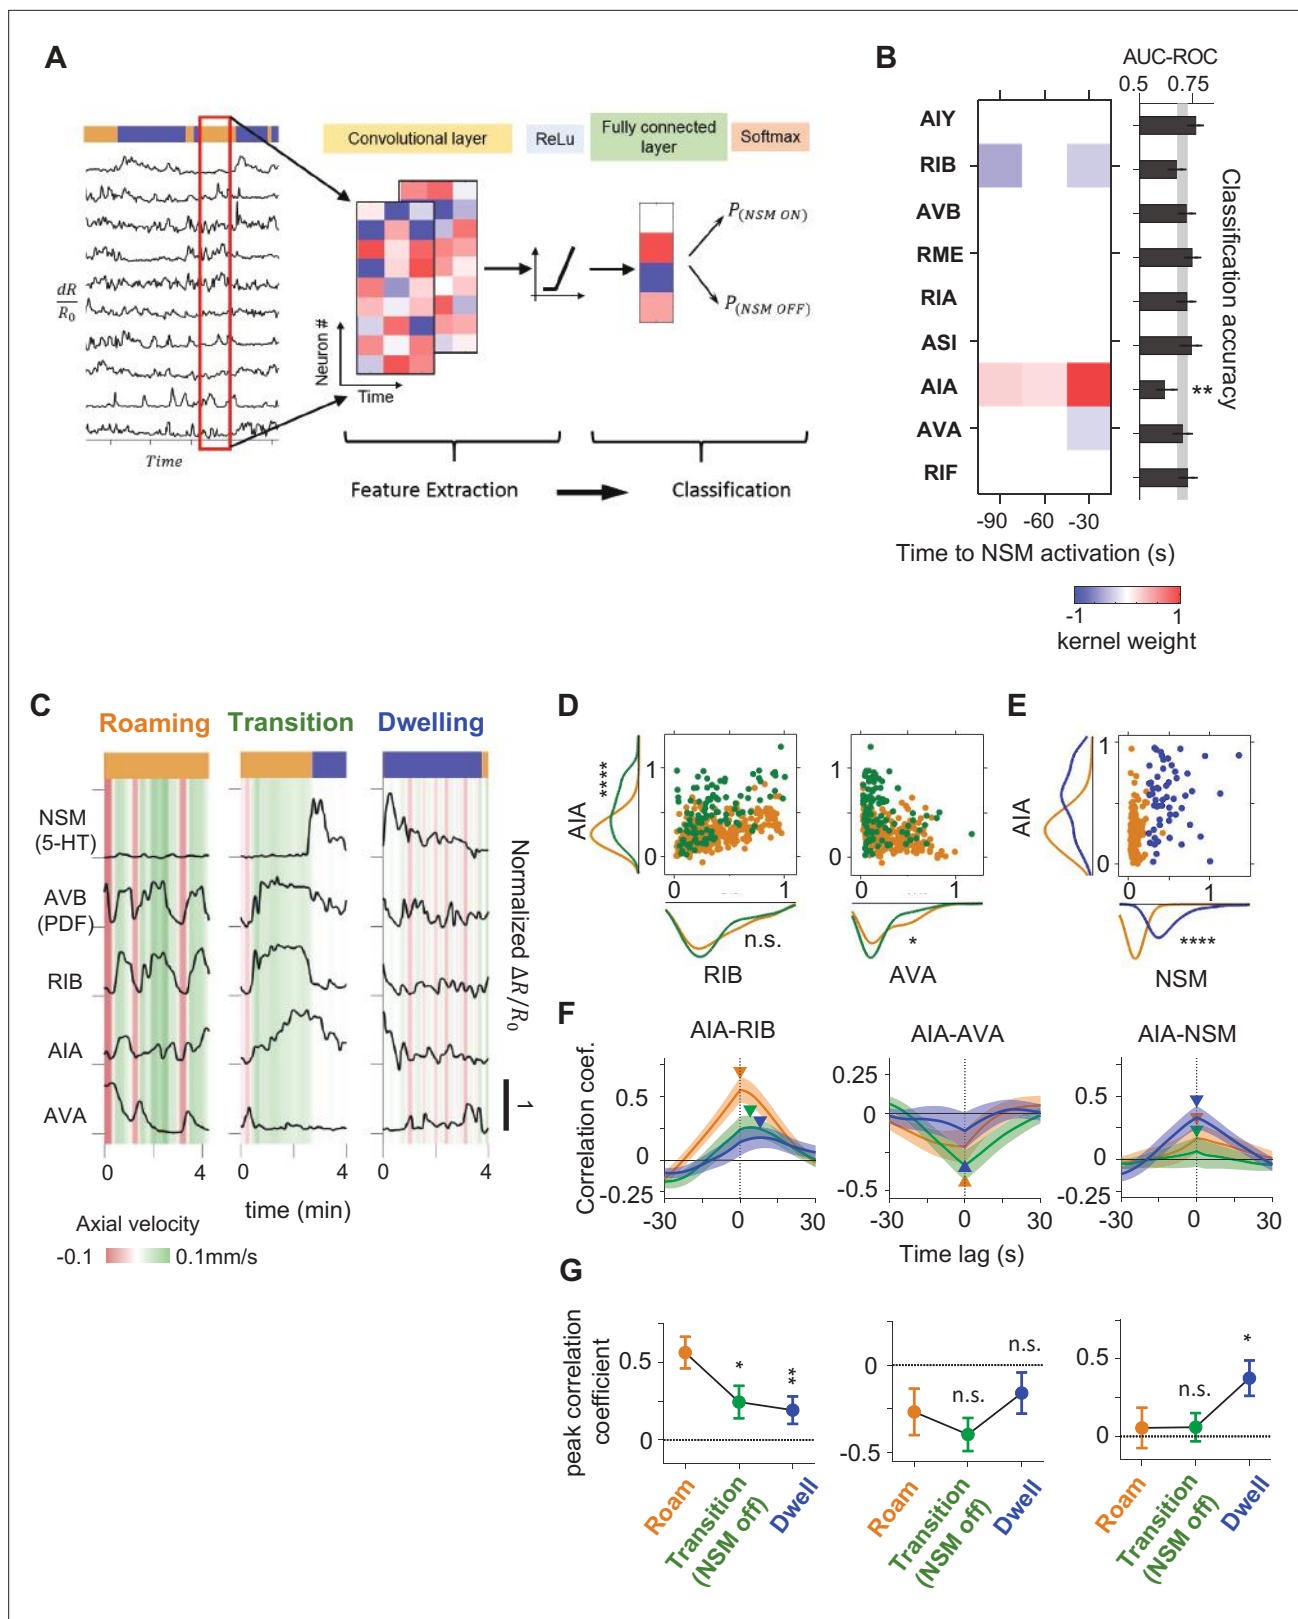 A
Convolutional layer
ReLu
Fully connected
layer
Softmax
dR
R0
Time
Neuron #
Time
P(NSM ON)
P(NSM OFF)
Feature Extraction
Classification
B
AUC-ROC
0.5 0.75
AIY
RIB
AVB
RME
RIA
ASI
AIA
**
AVA
RIF
Classification accuracy
-90 -60 -30
Time to NSM activation (s)
-1 1
kernel weight
C
Roaming Transition Dwelling
NSM
(5-HT)
AVB
(PDF)
RIB
AIA
AVA
Normalized ΔR/R0
1
0 4 0 4 0 4
time (min)
Axial velocity
-0.1 0.1mm/s
D
****
AIA
1
0
0 1
n.s.
RIB
1
0
0 1
*
AVA
E
AIA
1
0
0 1
****
NSM
F
AIA-RIB
AIA-AVA
AIA-NSM
Correlation coef.
0.5
0
-0.25
-30 0 30
0.25
0
-0.5
-30 0 30
0.5
0
-0.25
-30 0 30
Time lag (s)
G
peak correlation
coefficient
0.5
0
*
**
Roam
Transition
(NSM off)
Dwell
0
-0.5
n.s.
n.s.
Roam
Transition
(NSM off)
Dwell
0.5
0
n.s.
*
Roam
Transition
(NSM off)
Dwell